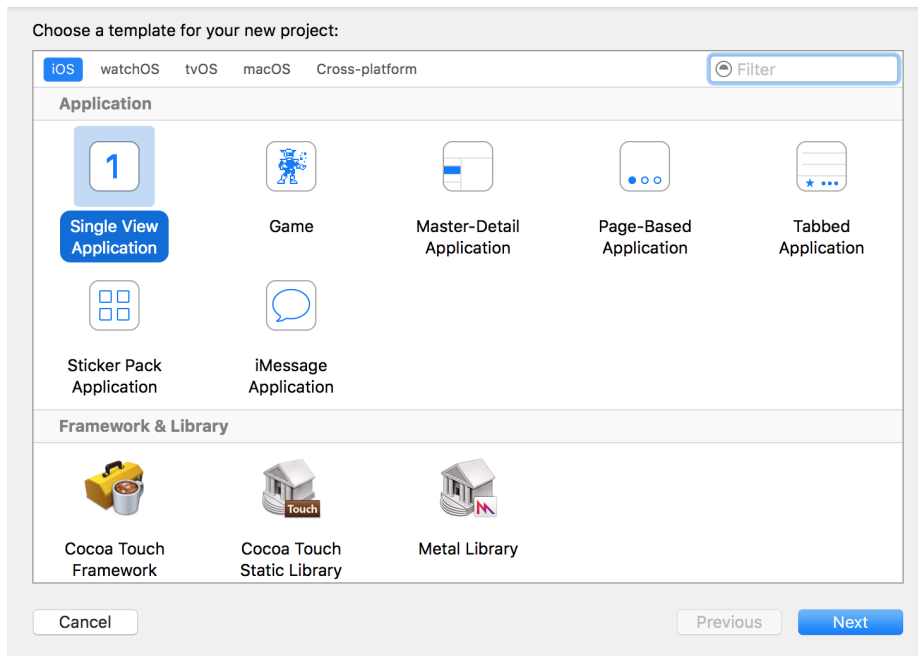 Choose a template for your new project:
iOS watchOS tvOS macOS Cross-platform Filter
Application
1
Single View Application
Game
Master-Detail Application
Page-Based Application
Tabbed Application
Sticker Pack Application
iMessage Application
Framework & Library
Touch
Cocoa Touch Framework
Cocoa Touch Static Library
Metal Library
Cancel Previous Next